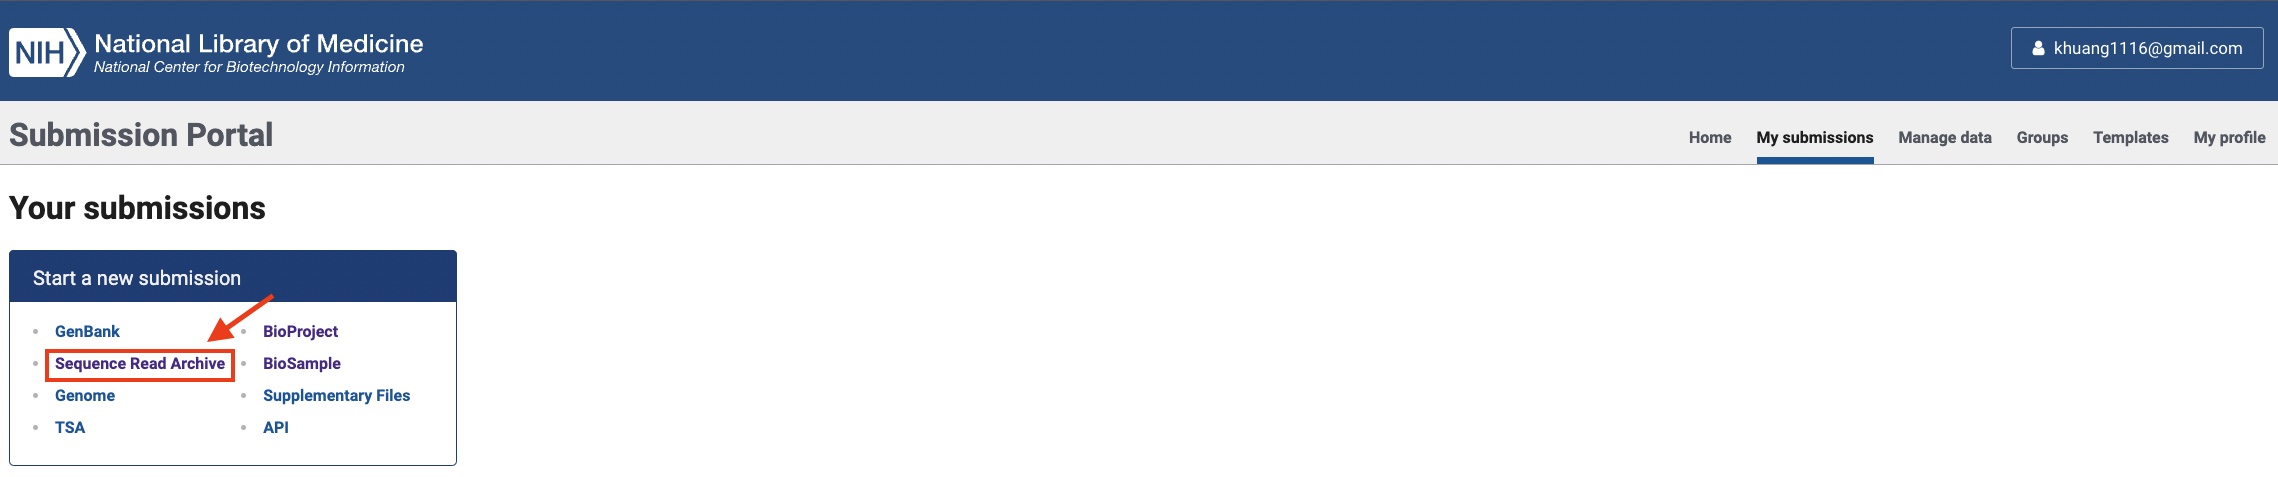 NIH National Library of Medicine
National Center for Biotechnology Information
khuang1116@gmail.com
Submission Portal
Home My submissions Manage data Groups Templates My profile
Your submissions
Start a new submission
GenBank BioProject
Sequence Read Archive BioSample
Genome Supplementary Files
TSA API